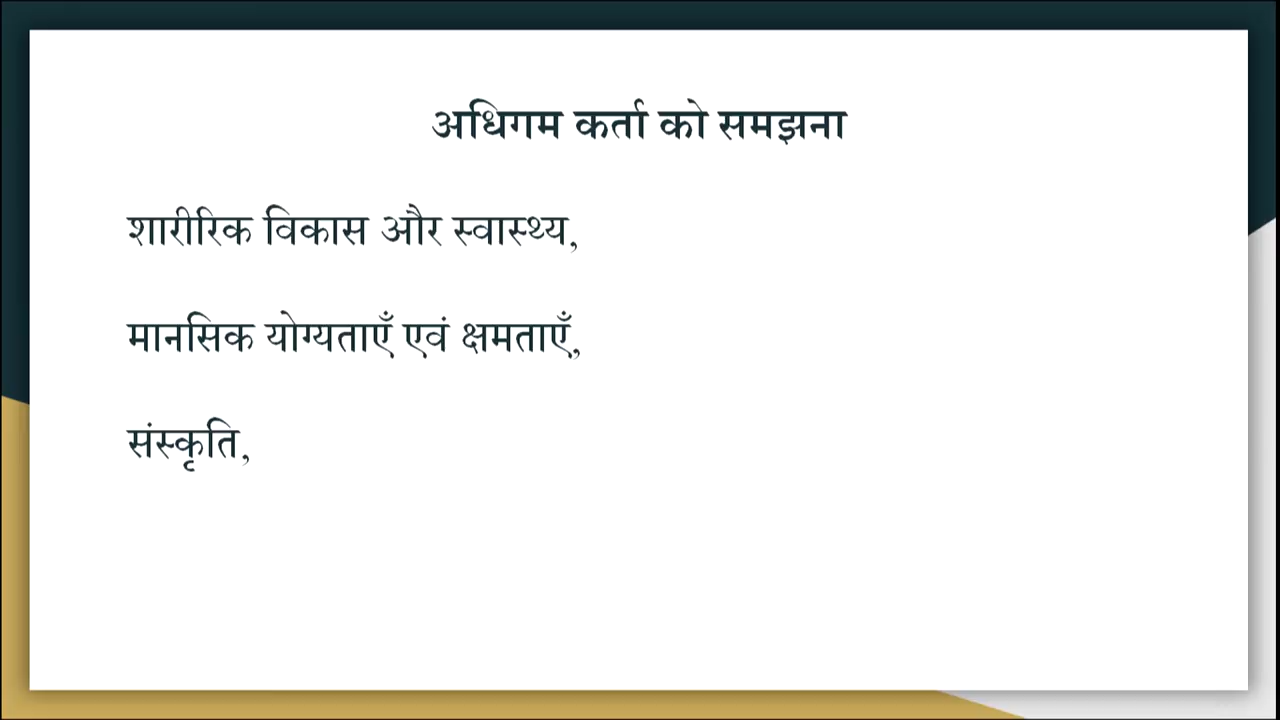 अधिगम कर्ता को समझना
शारीरिक विकास और स्वास्थ्य,
मानसिक योग्यताएँ एवं क्षमताएँ,
संस्कृति,